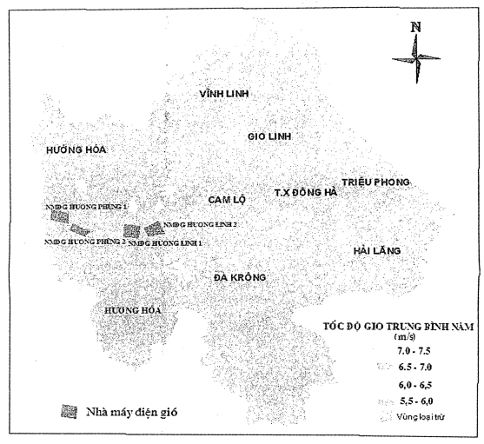 N
VĨNH LINH
GIO LINH
HƯỚNG HÓA
TRIỆU PHONG
T.X ĐÔNG HÀ
CAM LỘ
NMĐG HƯƠNG PHÙNG 1
NMĐG HƯƠNG LINH 2
NMĐG HƯƠNG PHÙNG 2
NMĐG HƯƠNG LINH 1
HẢI LĂNG
ĐA KRÔNG
HƯƠNG HÓA
TỐC ĐỘ GIO TRUNG BÌNH NĂM
(m/s)
7.0 - 7.5
6.5 - 7.0
6,0 - 6,5
5,5 - 6,0
Vùng loại trừ
Nhà máy điện gió